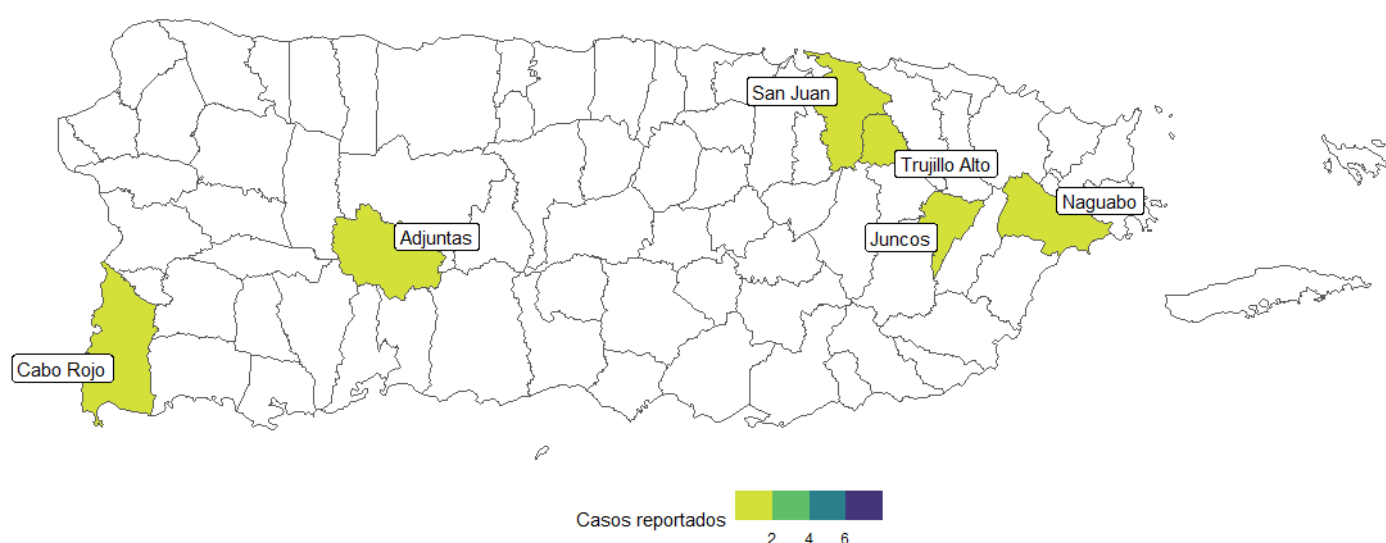 San Juan
Trujillo Alto
Naguabo
Adjuntas
Juncos
Cabo Rojo
Casos reportados
2 4 6